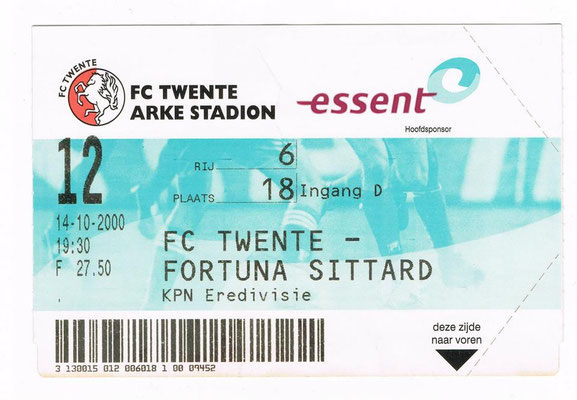 FC TWENTE
FC TWENTE
ARKE STADION
essent
Hoofdsponsor
12
RIJ 6
PLAATS 18 Ingang D
14-10-2000
19:30
F 27.50
FC TWENTE -
FORTUNA SITTARD
KPN Eredivisie
deze zijde
naar voren
3 130015 012 006018 1 00 09452